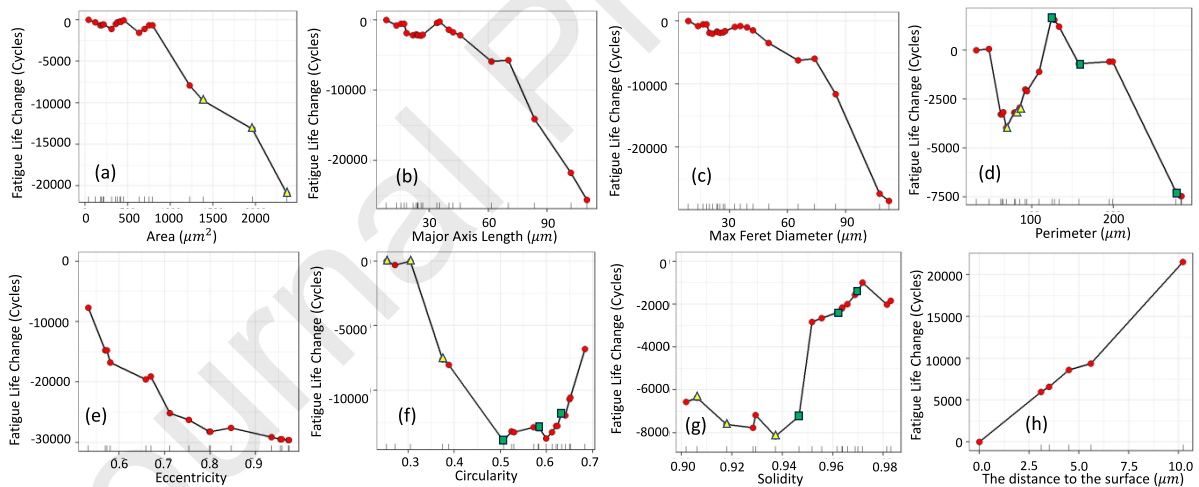 0
-5000
-10000
-15000
-20000
Fatigue Life Change (Cycles)
(a)
0 500 1000 1500 2000
Area (μm²)
0
-10000
-20000
Fatigue Life Change (Cycles)
(b)
30 60 90
Major Axis Length (μm)
0
-10000
-20000
Fatigue Life Change (Cycles)
(c)
30 60 90
Max Feret Diameter (μm)
0
-2500
-5000
-7500
Fatigue Life Change (Cycles)
(d)
100 200
Perimeter (μm)
0
-10000
-20000
-30000
Fatigue Life Change (Cycles)
(e)
0.6 0.7 0.8 0.9
Eccentricity
0
-5000
-10000
Fatigue Life Change (Cycles)
(f)
0.3 0.4 0.5 0.6 0.7
Circularity
0
-2000
-4000
-6000
-8000
Fatigue Life Change (Cycles)
(g)
0.90 0.92 0.94 0.96 0.98
Solidity
20000
15000
10000
5000
0
Fatigue Life Change (Cycles)
(h)
0.0 2.5 5.0 7.5 10.0
The distance to the surface (μm)